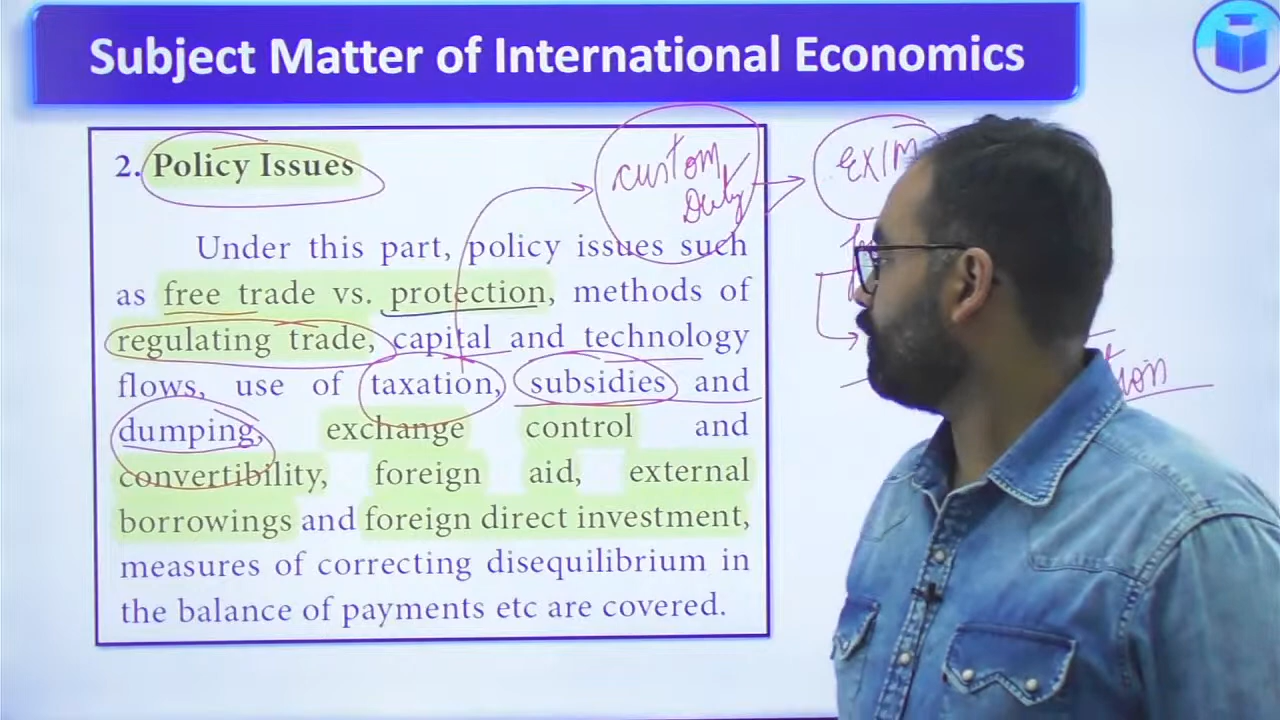 Subject Matter of International Economics
2. Policy Issues
custom
Duty
EXIM
Under this part, policy issues such
as free trade vs. protection, methods of
regulating trade, capital and technology
flows, use of taxation, subsidies and
dumping, exchange control and
convertibility, foreign aid, external
borrowings and foreign direct investment,
measures of correcting disequilibrium in
the balance of payments etc are covered.